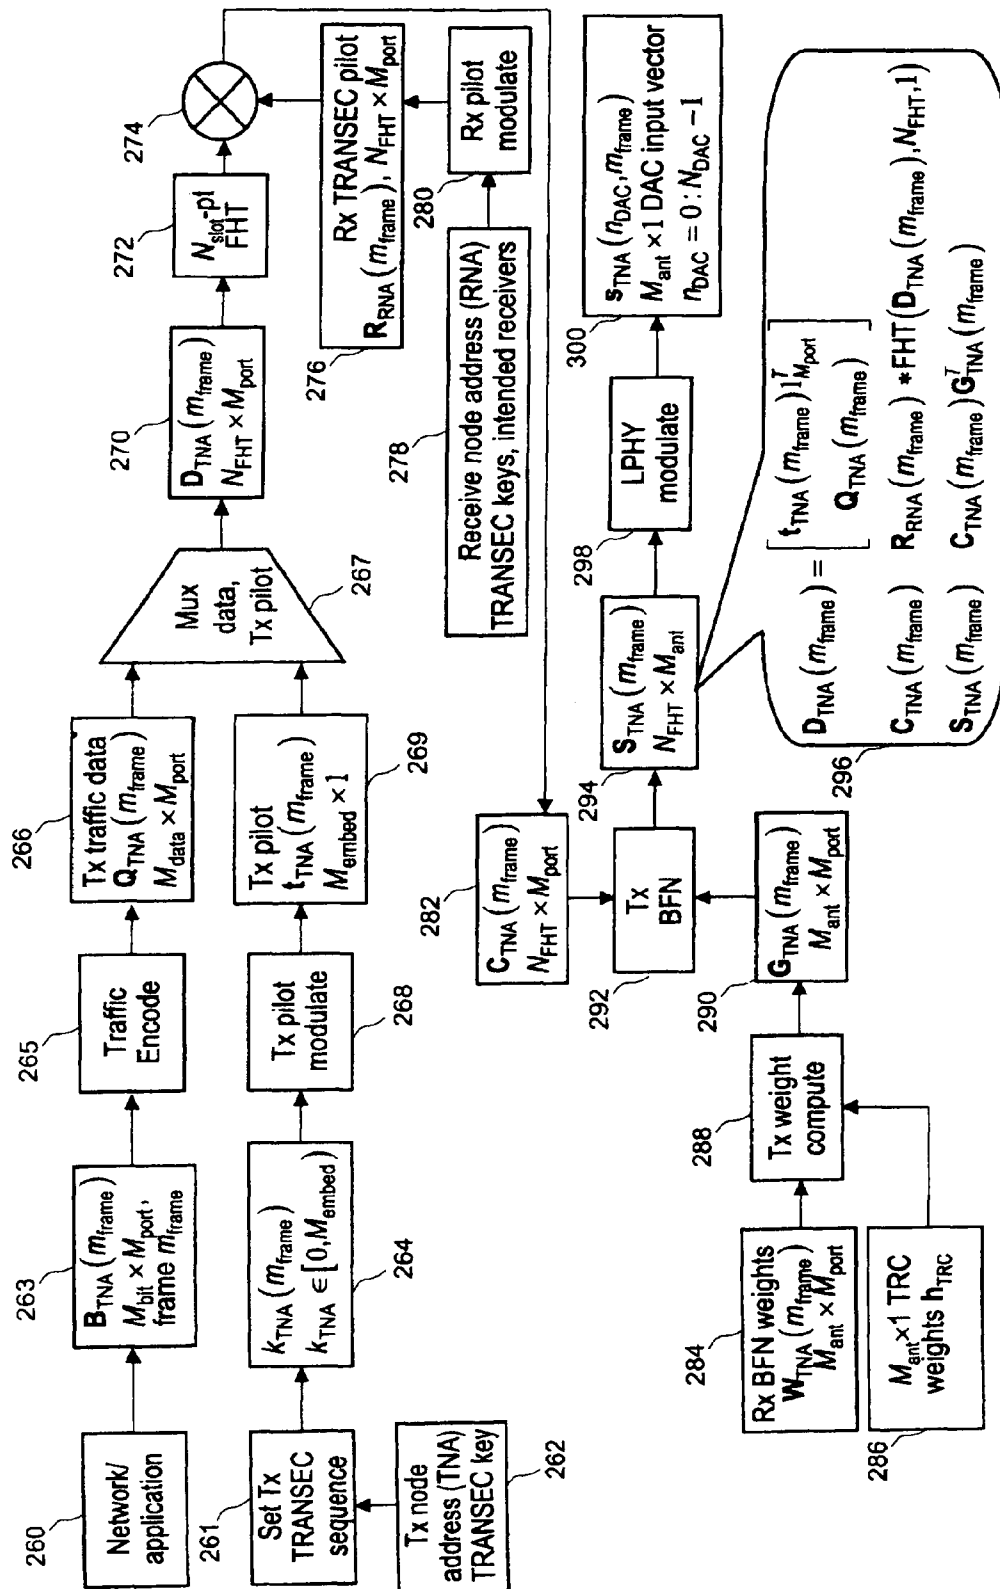 260
Network/
application
263
B_TNA(m_frame)
M_bit × M_port,
frame m_frame
265
Traffic
Encode
266
Tx traffic data
Q_TNA(m_frame)
M_data × M_port
261
Set Tx
TRANSEC
sequence
262
Tx node
address (TNA)
TRANSEC key
264
k_TNA(m_frame)
k_TNA ∈ [0,M_embed)
268
Tx pilot
modulate
269
Tx pilot
t_TNA(m_frame)
M_embed × 1
267
Mux
data,
Tx pilot
270
D_TNA(m_frame)
N_FHT × M_port
272
N_slot-pt
FHT
274
276
Rx TRANSEC pilot
R_RNA(m_frame), N_FHT × M_port
280
Rx pilot
modulate
278
Receive node address (RNA)
TRANSEC keys, intended receivers
282
C_TNA(m_frame)
N_FHT × M_port
284
Rx BFN weights
W_TNA(m_frame)
M_ant × M_port
286
M_ant×1 TRC
weights h_TRC
288
Tx weight
compute
290
G_TNA(m_frame)
M_ant × M_port
292
Tx
BFN
294
S_TNA(m_frame)
N_FHT × M_ant
298
LPHY
modulate
300
s_TNA(n_DAC,m_frame)
M_ant ×1 DAC input vector
n_DAC = 0:N_DAC −1
296
D_TNA(m_frame) = [t_TNA(m_frame)1^T_M_port
Q_TNA(m_frame)]
C_TNA(m_frame) R_RNA(m_frame) *FHT(D_TNA(m_frame),N_FHT,1)
S_TNA(m_frame) C_TNA(m_frame)G^T_TNA(m_frame)